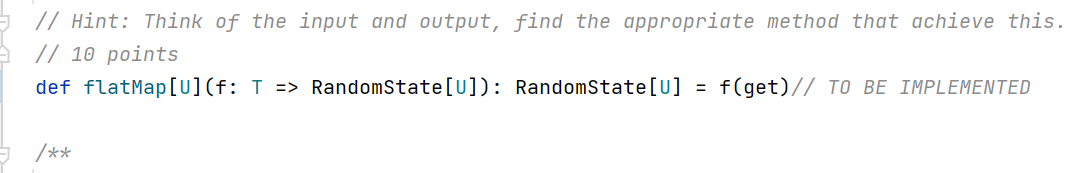 // Hint: Think of the input and output, find the appropriate method that achieve this.
// 10 points
def flatMap[U](f: T => RandomState[U]): RandomState[U] = f(get)// TO BE IMPLEMENTED
/**